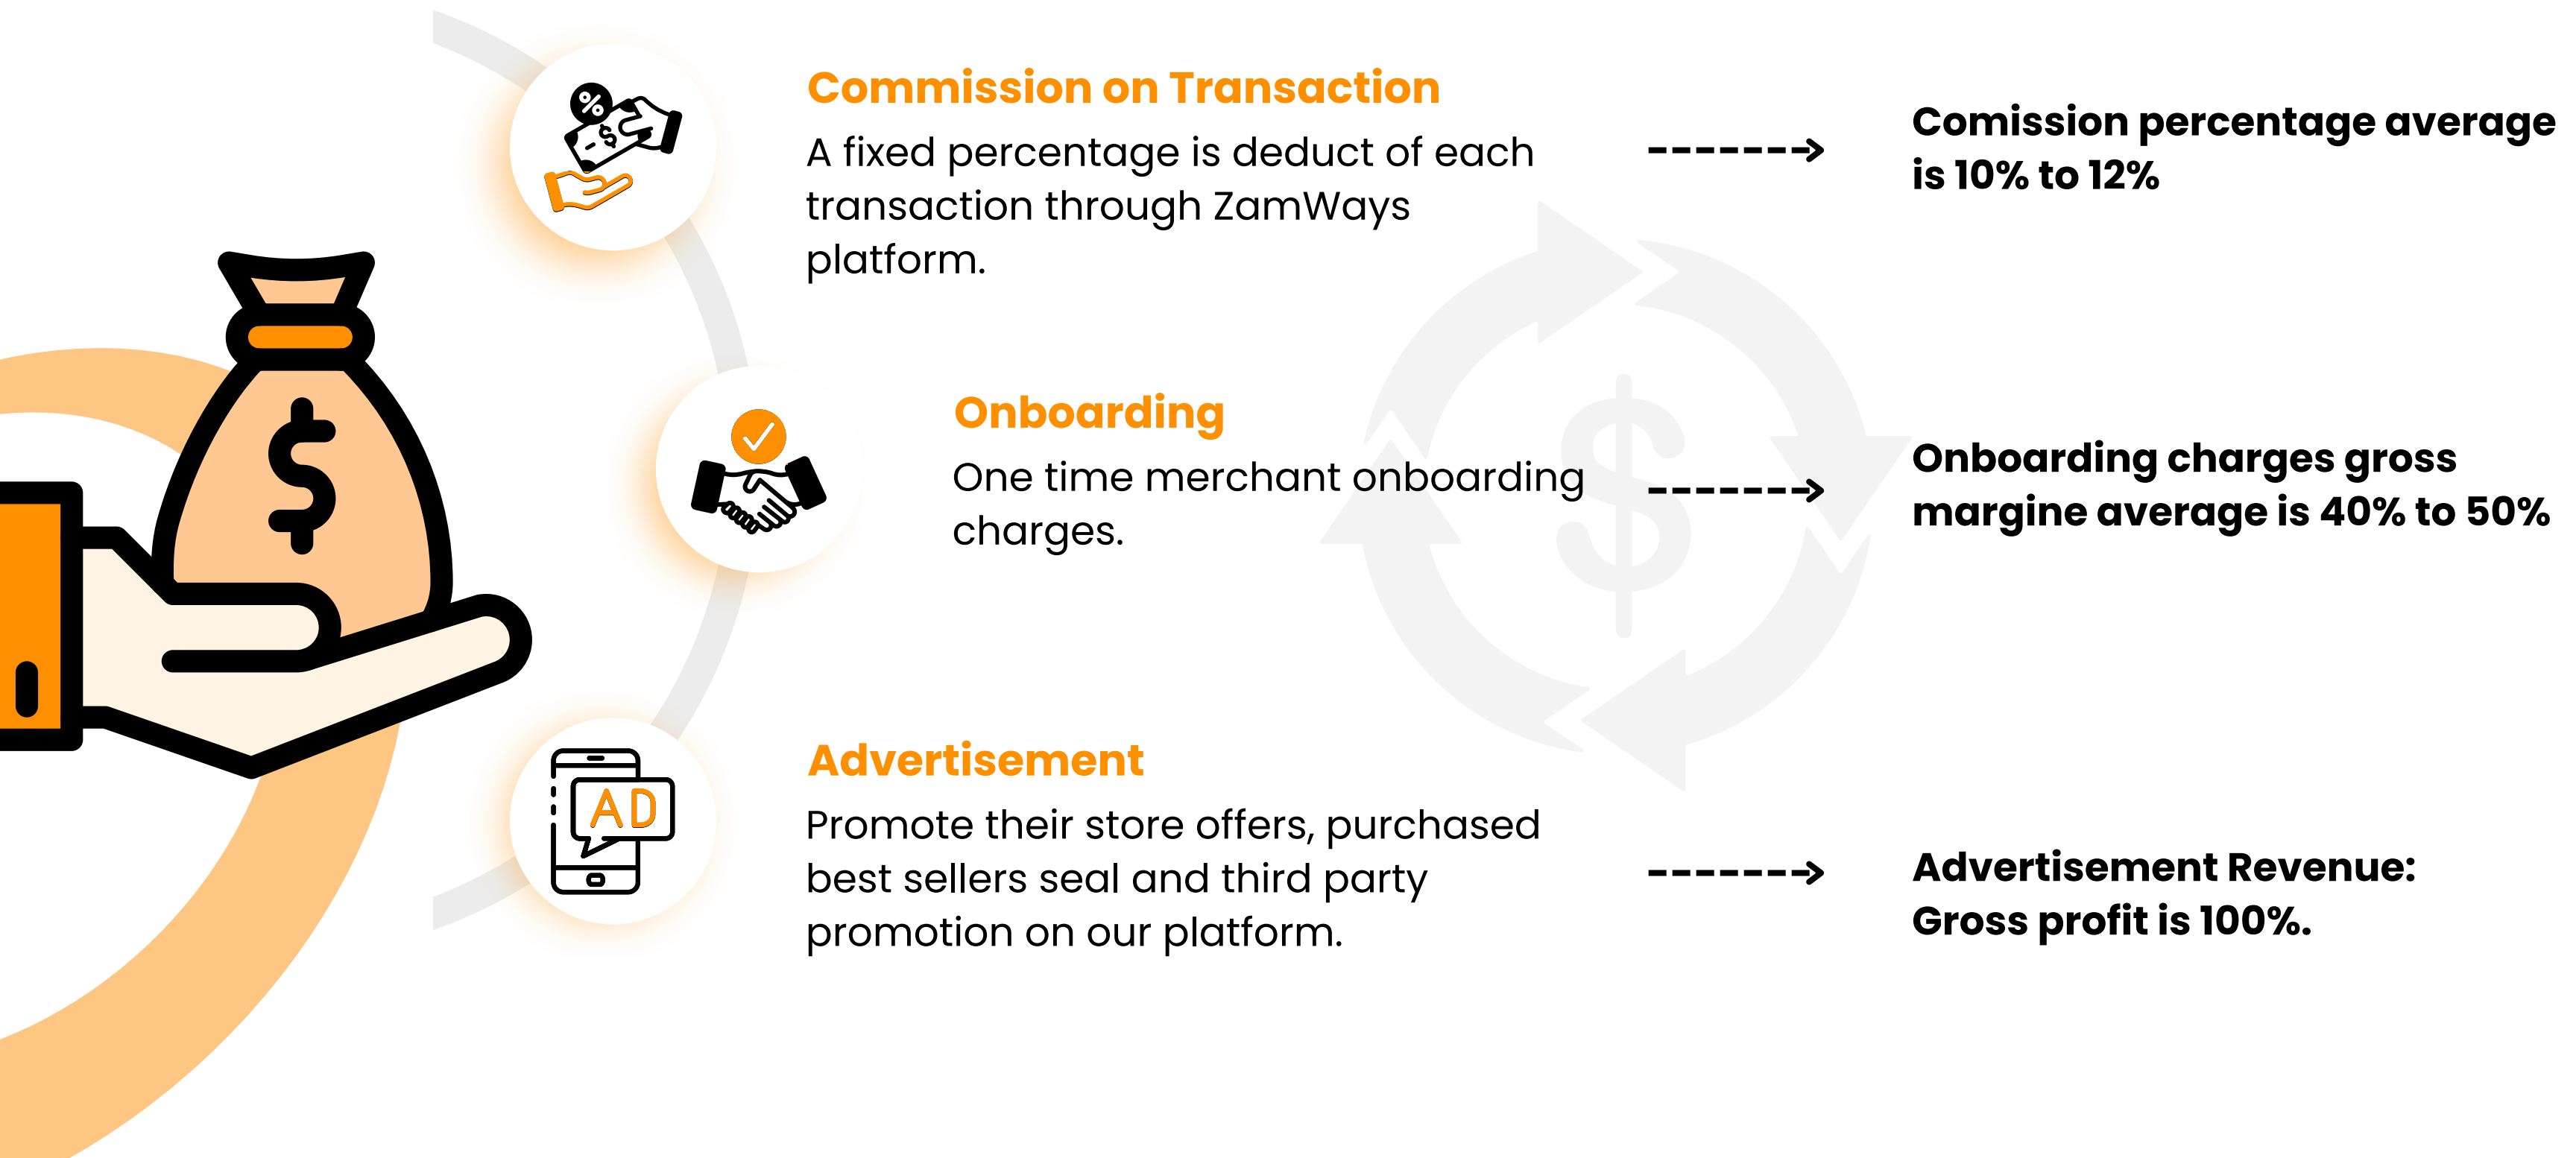 Commission on Transaction
A fixed percentage is deduct of each
transaction through ZamWays
platform.
Comission percentage average
is 10% to 12%
Onboarding
One time merchant onboarding
charges.
Onboarding charges gross
margine average is 40% to 50%
Advertisement
Promote their store offers, purchased
best sellers seal and third party
promotion on our platform.
Advertisement Revenue:
Gross profit is 100%.
%
$
$
$
AD